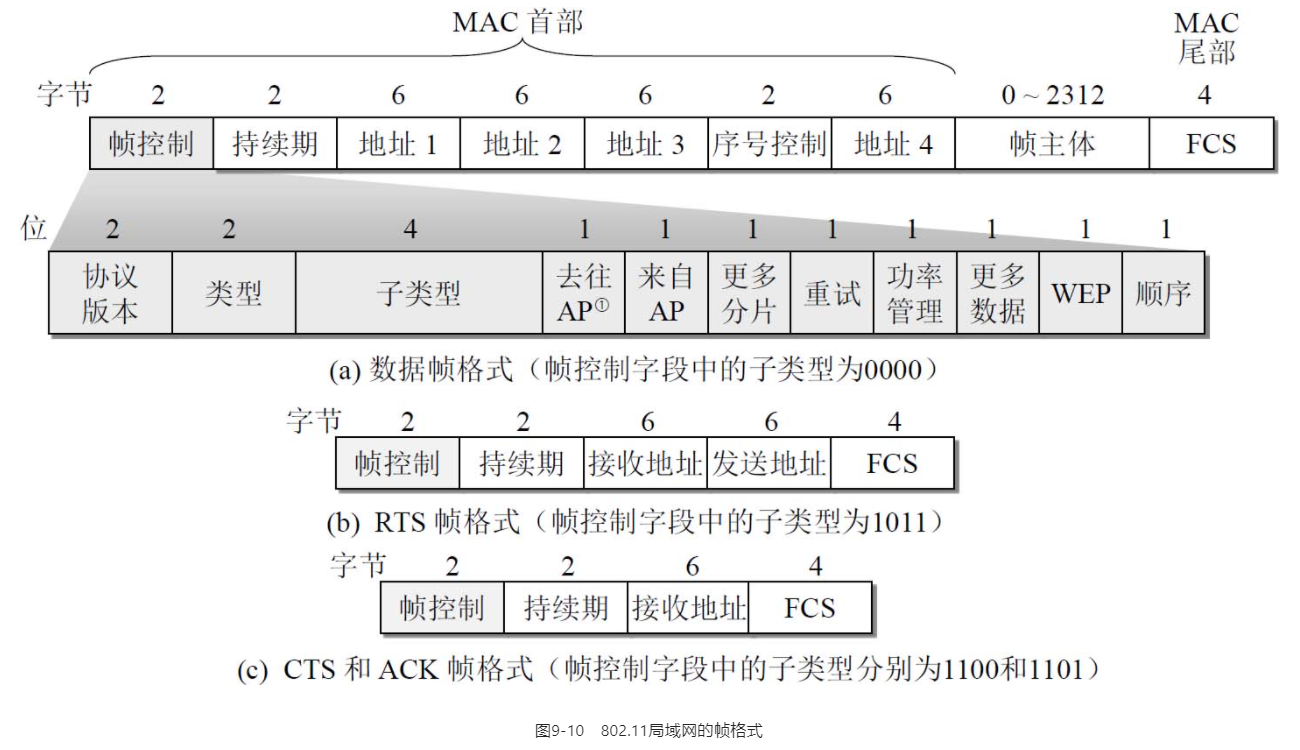 MAC 首部
MAC
尾部
字节 2 2 6 6 6 2 6 0 ~ 2312 4
帧控制 持续期 地址 1 地址 2 地址 3 序号控制 地址 4 帧主体 FCS
位 2 2 4 1 1 1 1 1 1 1 1
协议版本 类型 子类型 去往AP① 来自AP 更多分片 重试 功率管理 更多数据 WEP 顺序
(a) 数据帧格式（帧控制字段中的子类型为0000）
字节 2 2 6 6 4
帧控制 持续期 接收地址 发送地址 FCS
(b) RTS 帧格式（帧控制字段中的子类型为1011）
字节 2 2 6 4
帧控制 持续期 接收地址 FCS
(c) CTS 和 ACK 帧格式（帧控制字段中的子类型分别为1100和1101）
图9-10 802.11局域网的帧格式